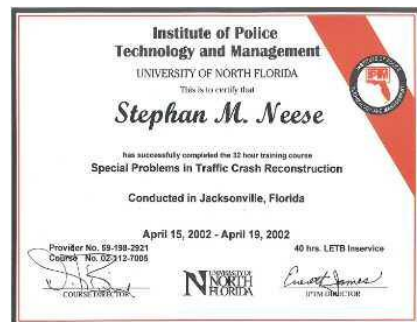 Institute of Police
Technology and Management
UNIVERSITY OF NORTH FLORIDA
This is to certify that
Stephan M. Neese
has successfully completed the 32 hour training course
Special Problems in Traffic Crash Reconstruction
Conducted in Jacksonville, Florida
April 15, 2002 - April 19, 2002
Provider No. 59-198-2921
40 hrs. LETB Inservice
Course No. 02-112-7005
UNIVERSITY OF
NORTH
FLORIDA
COURSE DIRECTOR
IPTM DIRECTOR